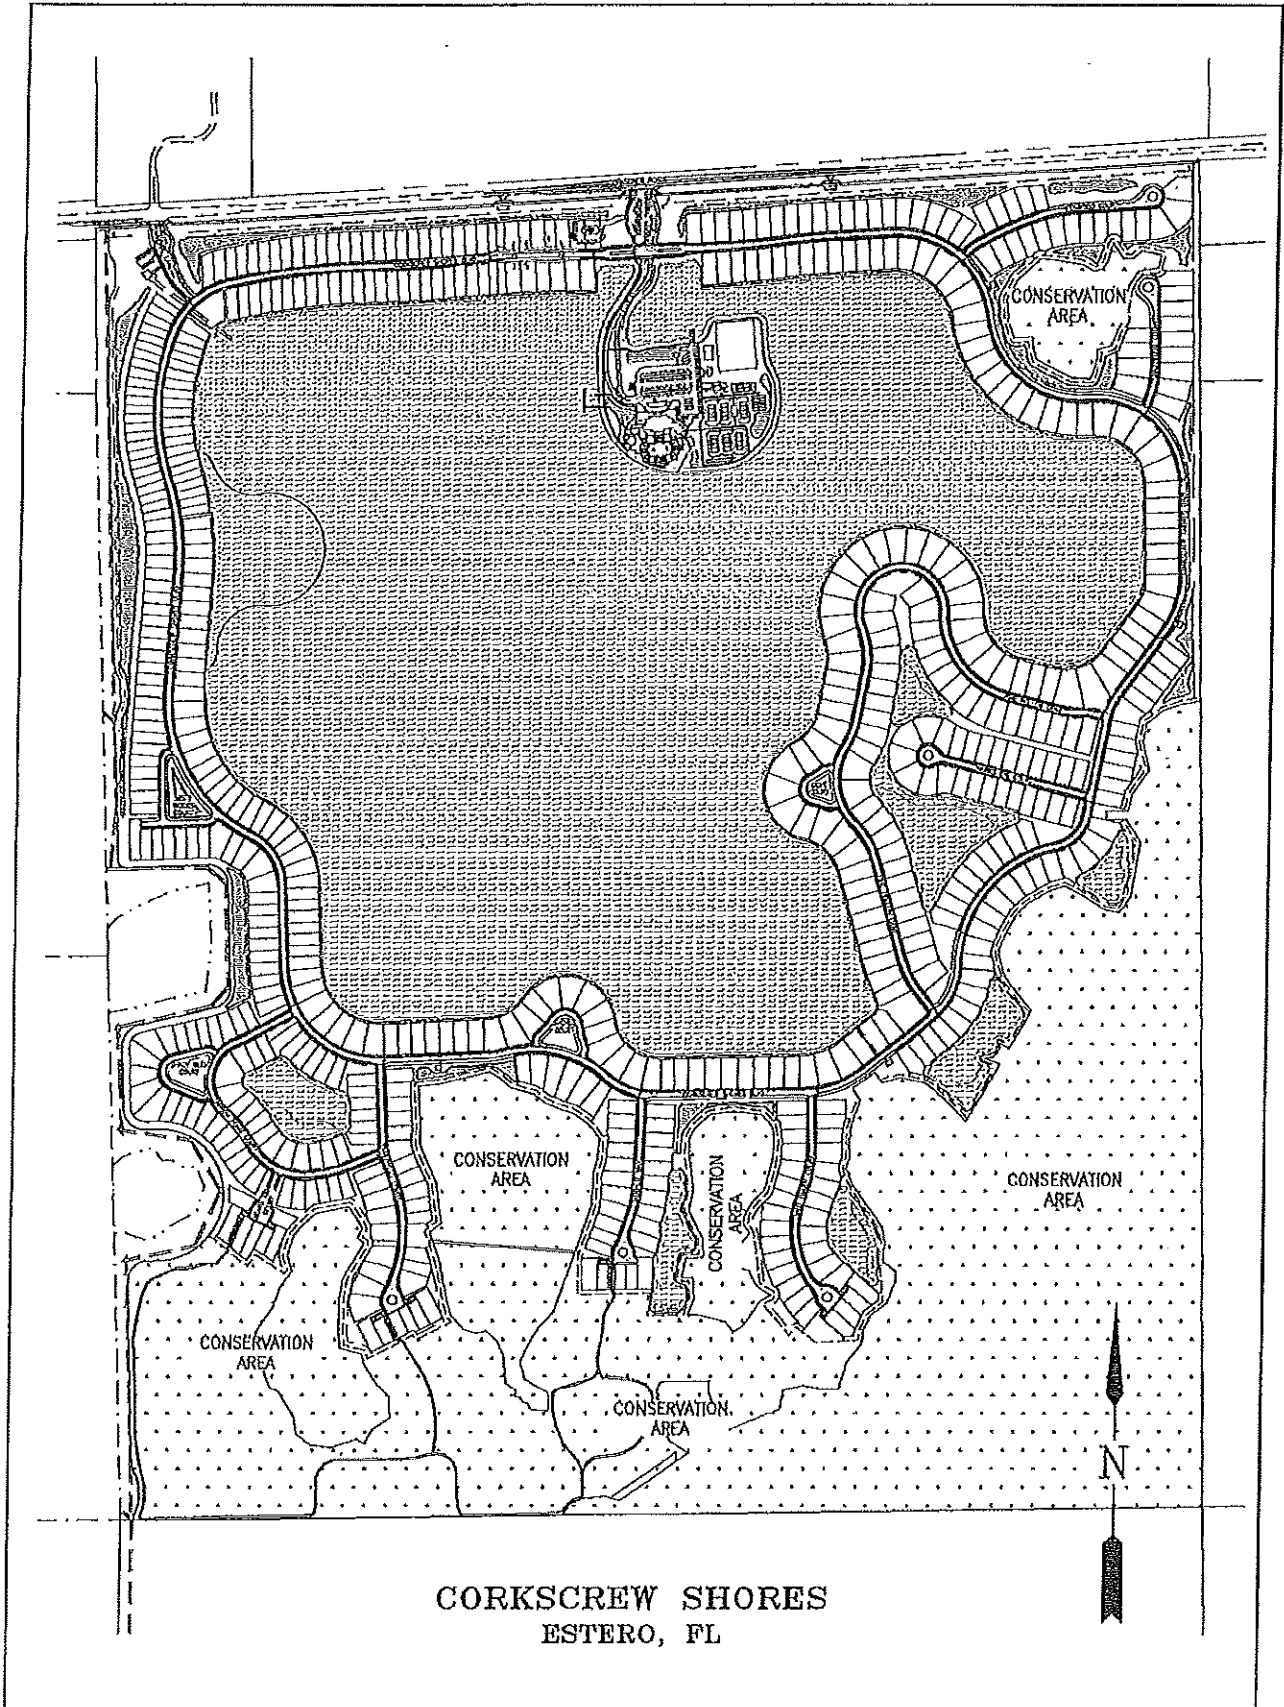 CONSERVATION
AREA
CONSERVATION
AREA
CONSERVATION
AREA
CONSERVATION
AREA
CONSERVATION
AREA
CONSERVATION
AREA
N
CORKSCREW SHORES
ESTERO, FL